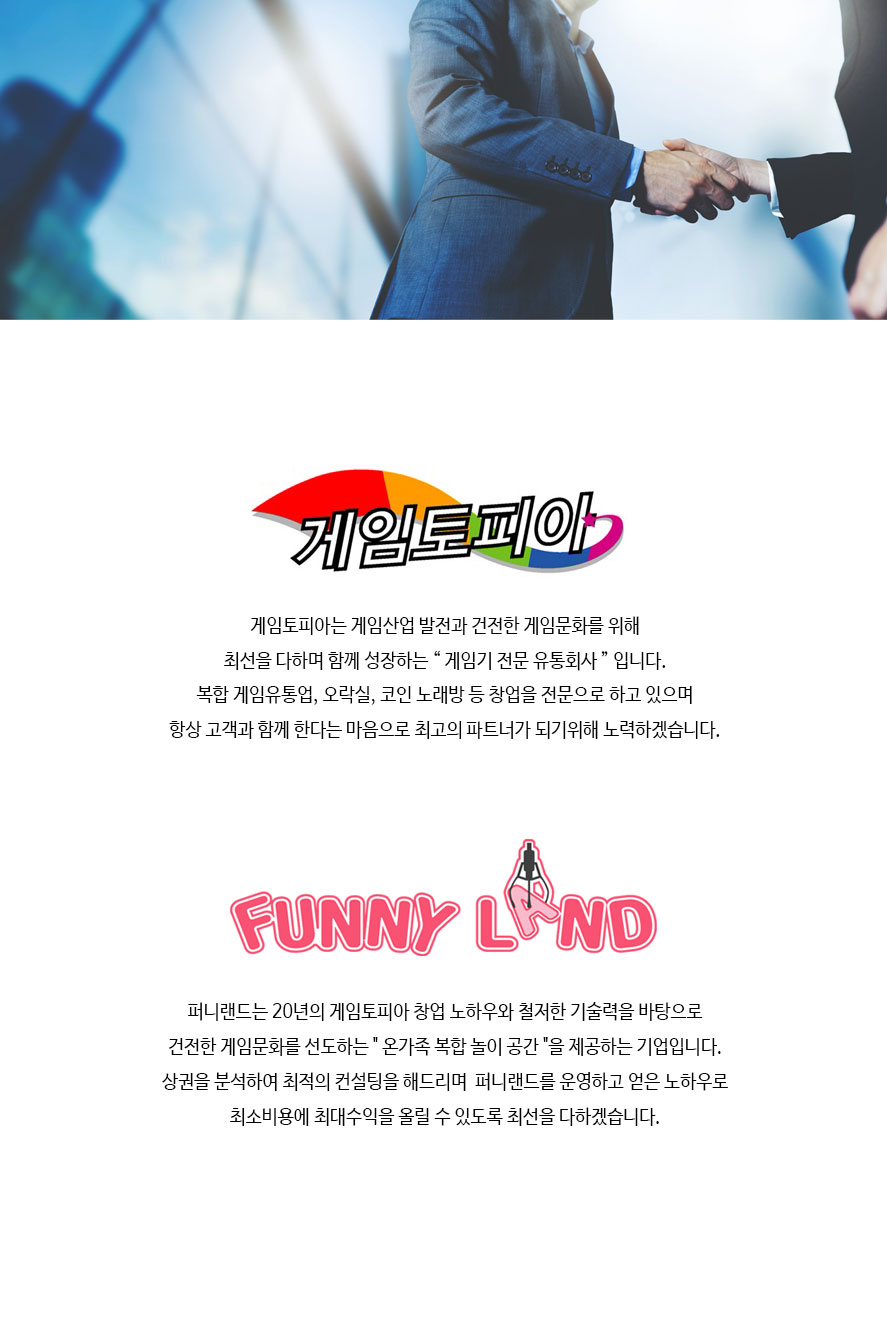 게임토피아
게임토피아는 게임산업 발전과 건전한 게임문화를 위해
최선을 다하며 함께 성장하는 “ 게임기 전문 유통회사 ” 입니다.
복합 게임유통업, 오락실, 코인 노래방 등 창업을 전문으로 하고 있으며
항상 고객과 함께 한다는 마음으로 최고의 파트너가 되기위해 노력하겠습니다.
FUNNY LAND
퍼니랜드는 20년의 게임토피아 창업 노하우와 철저한 기술력을 바탕으로
건전한 게임문화를 선도하는 " 온가족 복합 놀이 공간 "을 제공하는 기업입니다.
상권을 분석하여 최적의 컨설팅을 해드리며 퍼니랜드를 운영하고 얻은 노하우로
최소비용에 최대수익을 올릴 수 있도록 최선을 다하겠습니다.